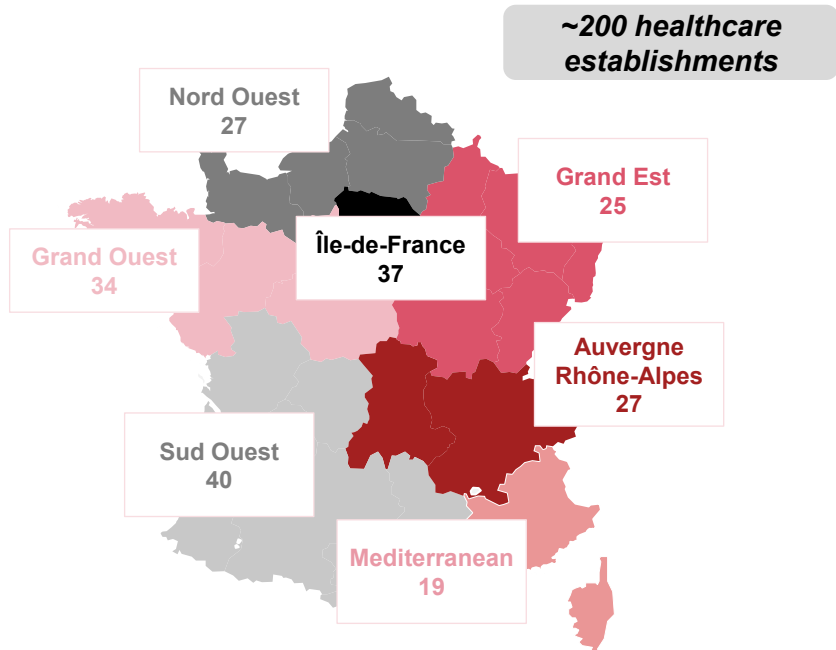 ~200 healthcare
establishments
Nord Ouest
27
Grand Est
25
Île-de-France
37
Grand Ouest
34
Auvergne
Rhône-Alpes
27
Sud Ouest
40
Mediterranean
19